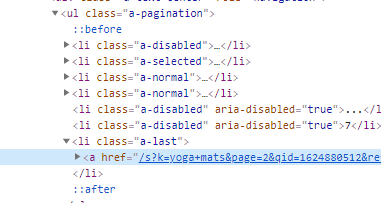 ▼<ul class="a-pagination">
::before
▶<li class="a-disabled">…</li>
▶<li class="a-selected">…</li>
▶<li class="a-normal">…</li>
▶<li class="a-normal">…</li>
<li class="a-disabled" aria-disabled="true">...</l
<li class="a-disabled" aria-disabled="true">7</li>
▼<li class="a-last">
▶<a href="/s?k=yoga+mats&page=2&qid=1624880512&re
</li>
::after
</ul>